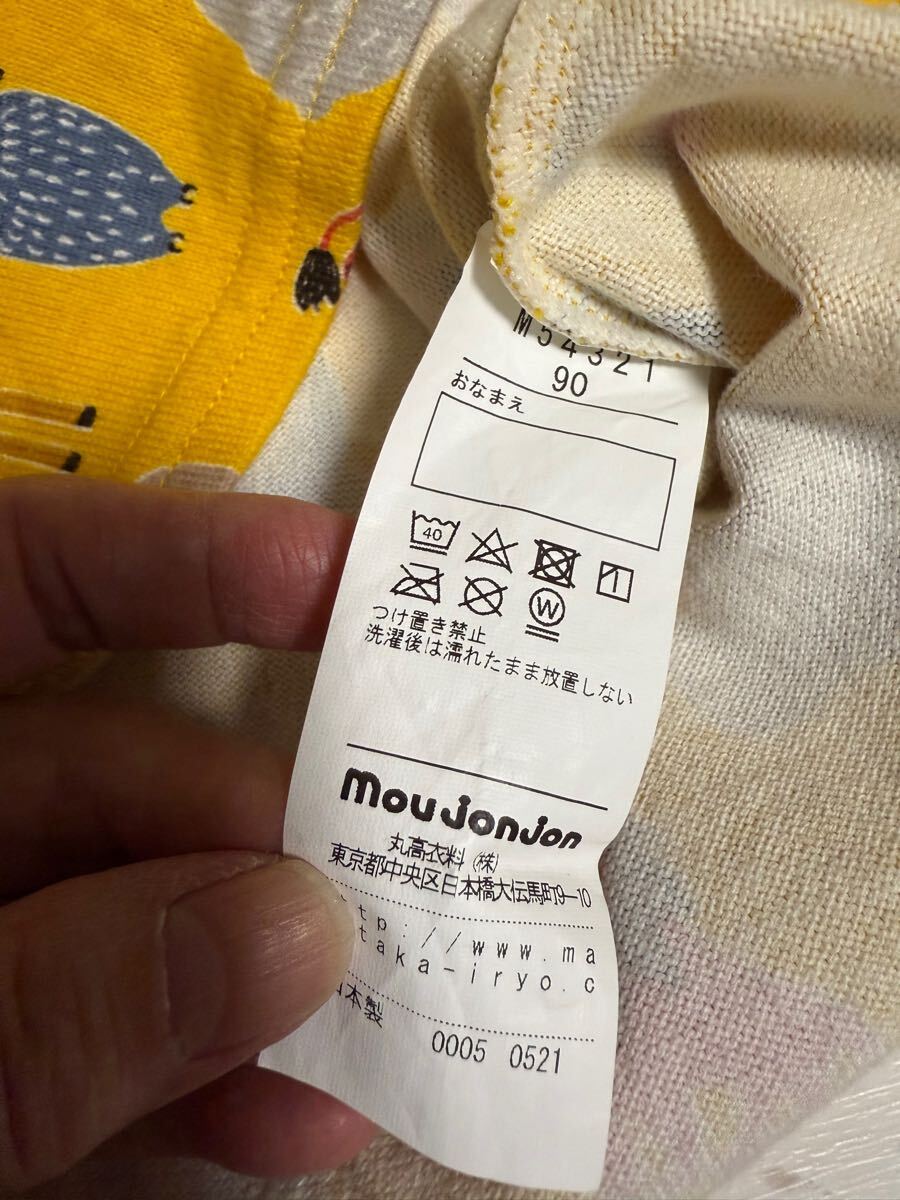 M54321
90
おなまえ
40
W
つけ置き禁止
洗濯後は濡れたまま放置しない
moujonjon
丸高衣料(株)
東京都中央区日本橋大伝馬町9-10
tp://www.ma
taka-iryo.c
本製
0005 0521